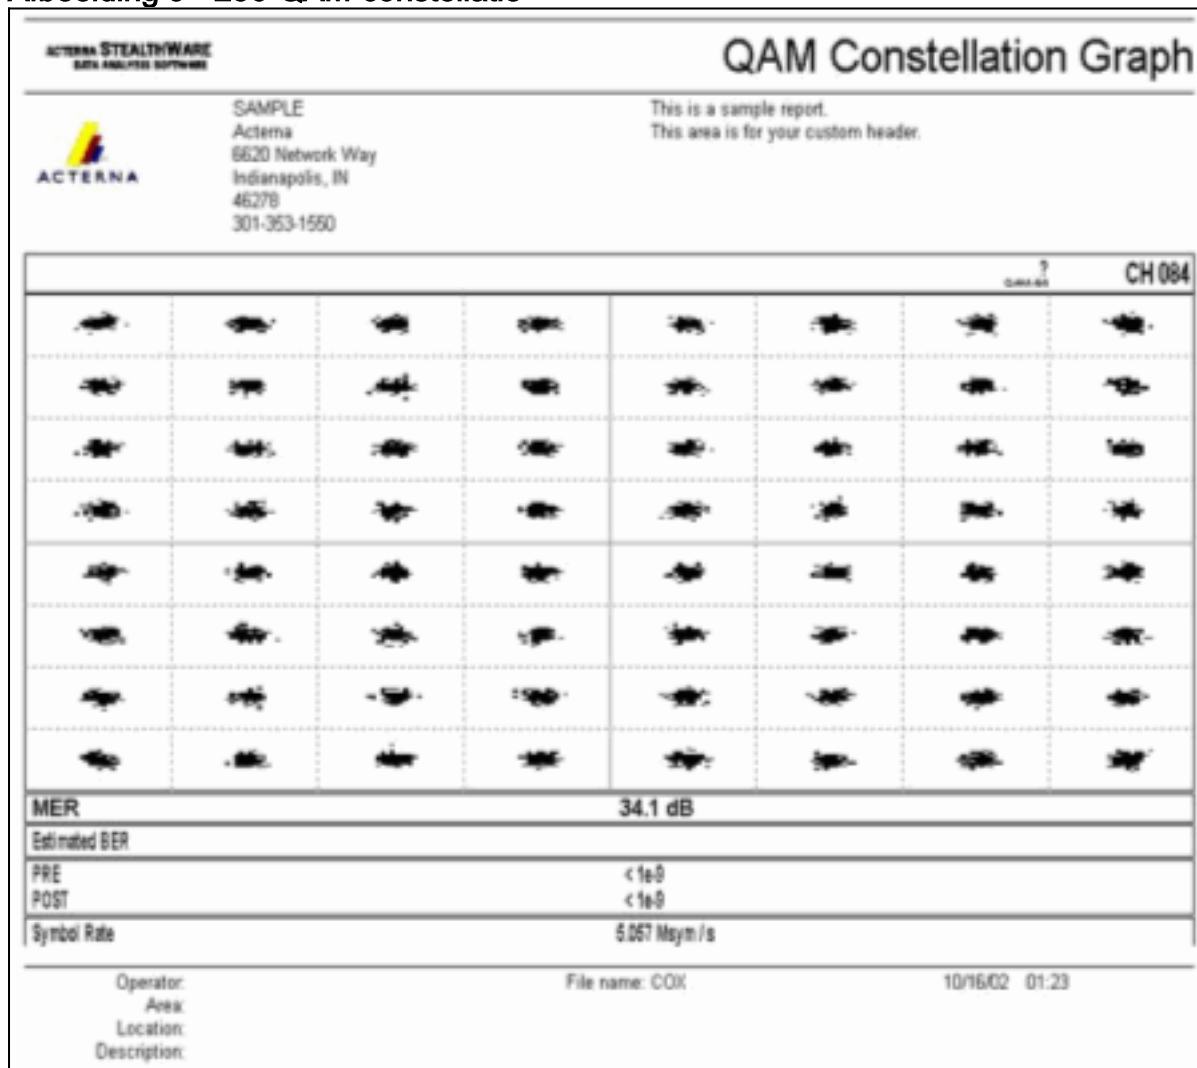 ACTERNA STEALTHWARE
DATA ANALYSIS SOFTWARE
QAM Constellation Graph
ACTERNA
SAMPLE
Acterna
6620 Network Way
Indianapolis, IN
46278
301-353-1550
This is a sample report.
This area is for your custom header.
?
CH 084
MER 34.1 dB
Estimated BER
PRE < 1e-9
POST < 1e-9
Symbol Rate 5.057 Msym / s
Operator: File name: COX 10/16/02 01:23
Area:
Location:
Description: